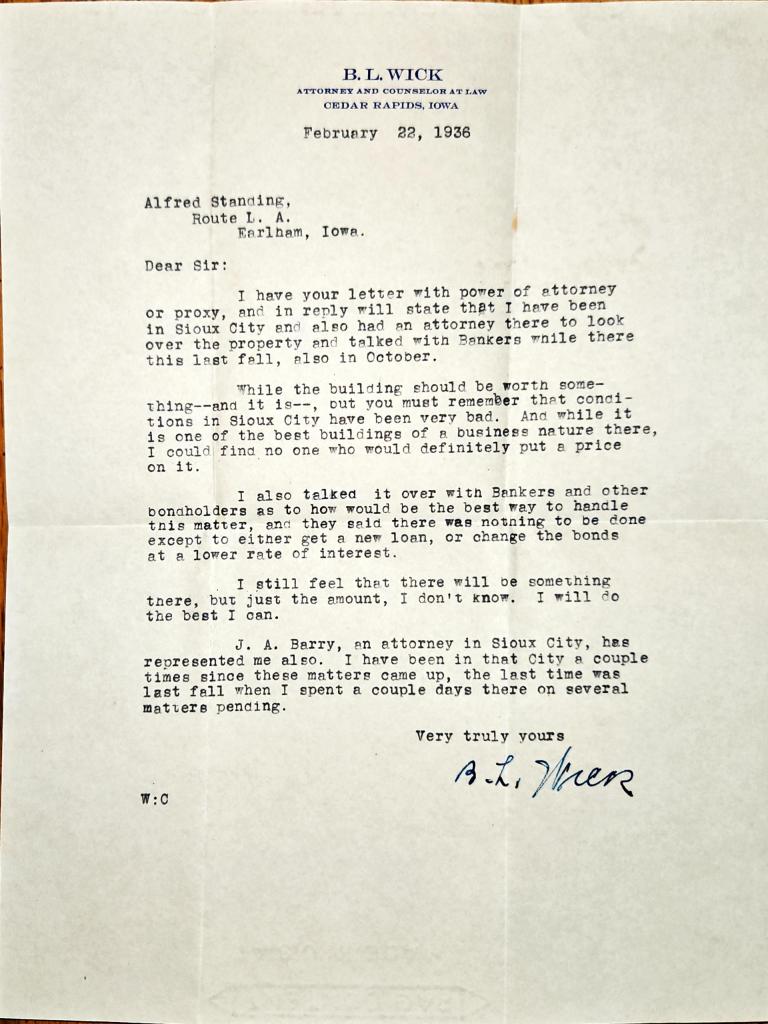 B. L. WICK
ATTORNEY AND COUNSELOR AT LAW
CEDAR RAPIDS, IOWA
February 22, 1936
Alfred Standing,
Route L. A.
Earlham, Iowa.
Dear Sir:
I have your letter with power of attorney
or proxy, and in reply will state that I have been
in Sioux City and also had an attorney there to look
over the property and talked with Bankers while there
this last fall, also in October.
While the building should be worth some-
thing--and it is--, but you must remember that condi-
tions in Sioux City have been very bad. And while it
is one of the best buildings of a business nature there,
I could find no one who would definitely put a price
on it.
I also talked it over with Bankers and other
bondholders as to how would be the best way to handle
this matter, and they said there was nothing to be done
except to either get a new loan, or change the bonds
at a lower rate of interest.
I still feel that there will be something
there, but just the amount, I don't know. I will do
the best I can.
J. A. Barry, an attorney in Sioux City, has
represented me also. I have been in that City a couple
times since these matters came up, the last time was
last fall when I spent a couple days there on several
matters pending.
Very truly yours
B. L. Wick
W:C